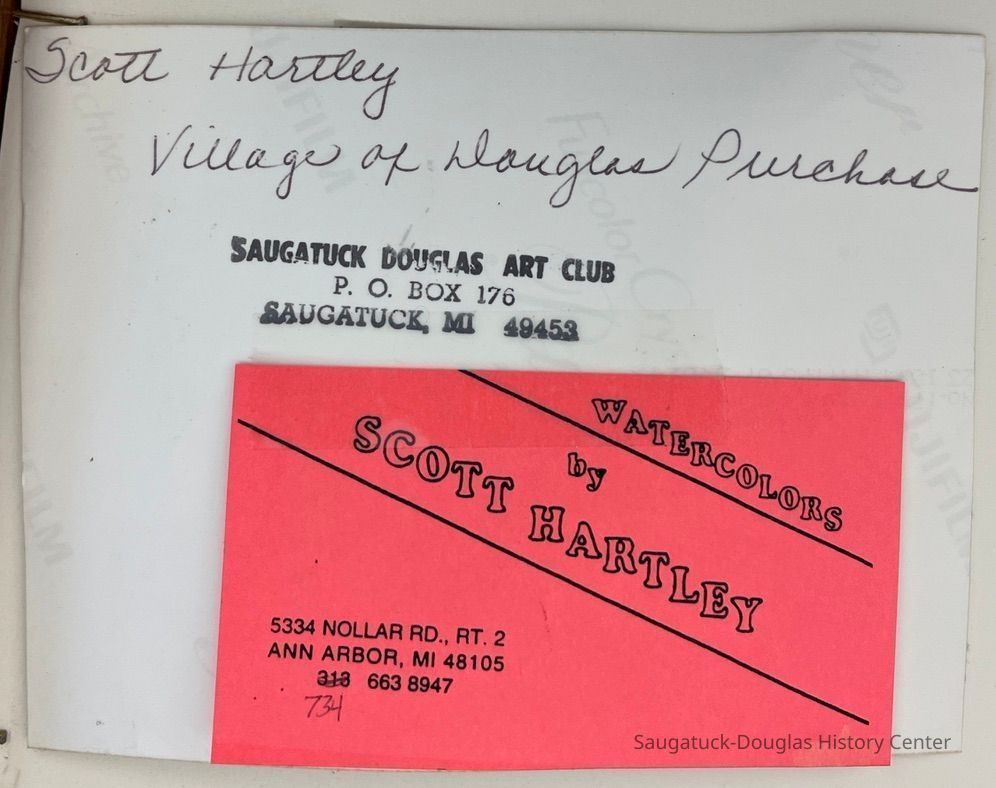 Scott Hartley
Village of Douglas Purchase
SAUGATUCK DOUGLAS ART CLUB
P. O. BOX 176
SAUGATUCK, MI 49453
WATERCOLORS
by
SCOTT HARTLEY
5334 NOLLAR RD., RT. 2
ANN ARBOR, MI 48105
313 663 8947
734
Saugatuck-Douglas History Center